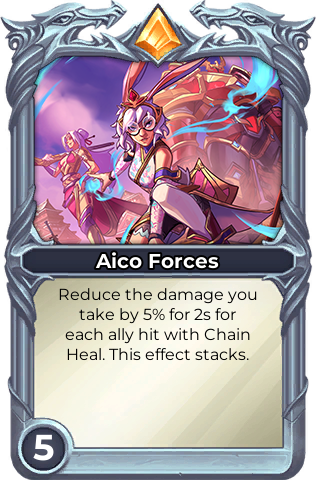 Aico Forces
Reduce the damage you
take by 5% for 2s for
each ally hit with Chain
Heal. This effect stacks.
5